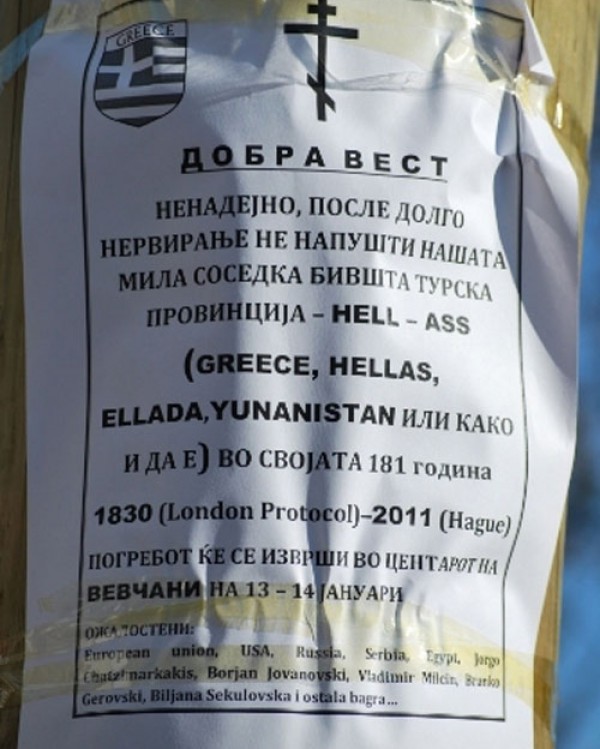 GREECE
ДОБРА ВЕСТ
НЕНАДЕЈНО, ПОСЛЕ ДОЛГО
НЕРВИРАЊЕ НЕ НАПУШТИ НАШАТА
МИЛА СОСЕДКА БИВШТА ТУРСКА
ПРОВИНЦИЈА – HELL – ASS
(GREECE, HELLAS,
ELLADA,YUNANISTAN ИЛИ КАКО
И ДА Е) ВО СВОЈАТА 181 година
1830 (London Protocol)–2011 (Hague)
ПОГРЕБОТ ЌЕ СЕ ИЗВРШИ ВО ЦЕНТАРОТ НА
ВЕВЧАНИ НА 13 – 14 ЈАНУАРИ
ОЖАЛОСТЕНИ:
European union, USA, Russia, Serbia, Egypt, Jorgo
Chatzimarkakis, Borjan Jovanovski, Vladimir Milcin, Branko
Gerovski, Biljana Sekulovska i ostala bagra...